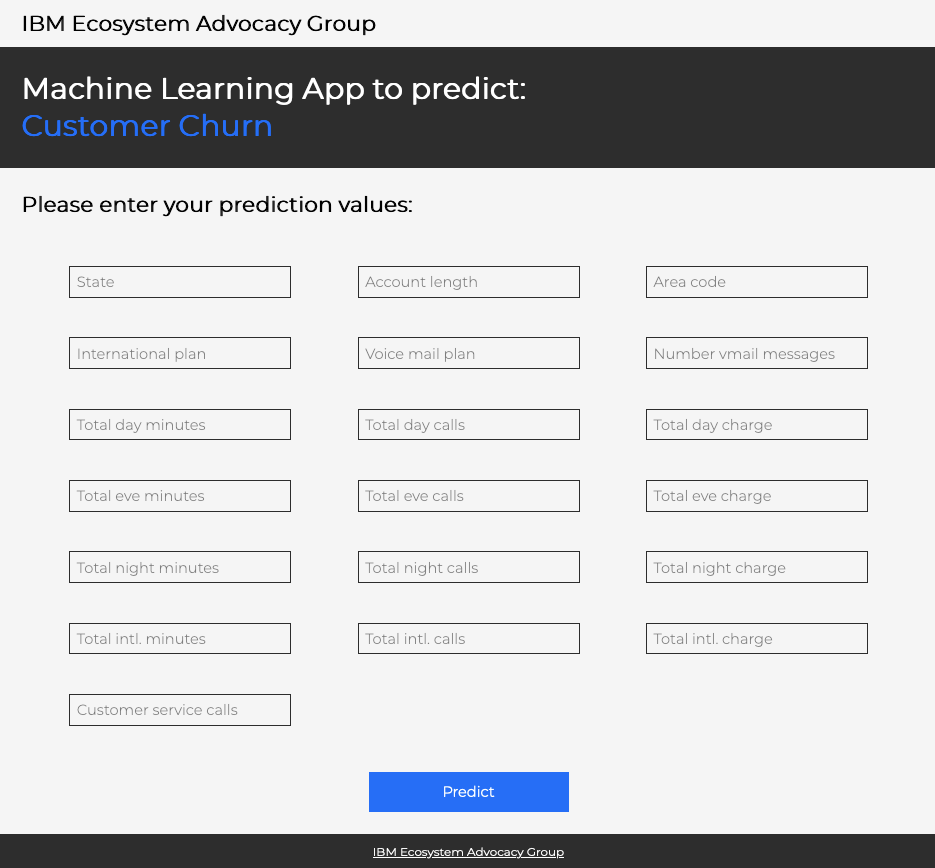 IBM Ecosystem Advocacy Group
Machine Learning App to predict:
Customer Churn
Please enter your prediction values:
State
Account length
Area code
International plan
Voice mail plan
Number vmail messages
Total day minutes
Total day calls
Total day charge
Total eve minutes
Total eve calls
Total eve charge
Total night minutes
Total night calls
Total night charge
Total intl. minutes
Total intl. calls
Total intl. charge
Customer service calls
Predict
IBM Ecosystem Advocacy Group